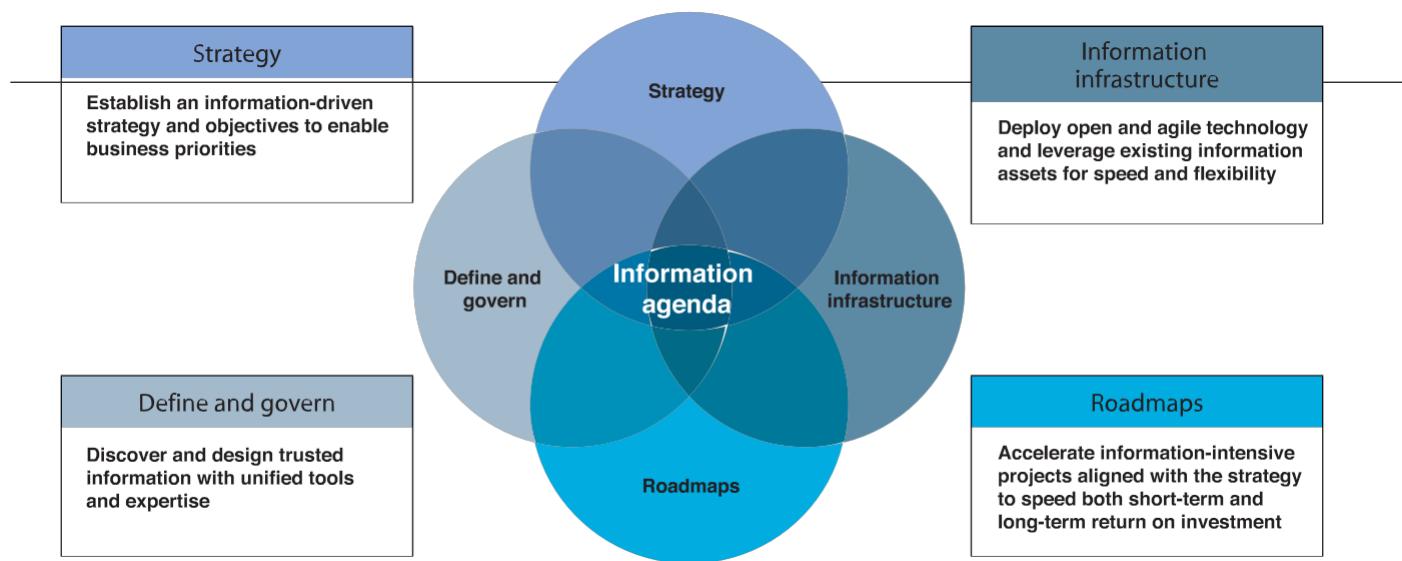 Strategy
Establish an information-driven
strategy and objectives to enable
business priorities
Information
infrastructure
Deploy open and agile technology
and leverage existing information
assets for speed and flexibility
Strategy
Define and
govern
Information
agenda
Information
infrastructure
Roadmaps
Define and govern
Discover and design trusted
information with unified tools
and expertise
Roadmaps
Accelerate information-intensive
projects aligned with the strategy
to speed both short-term and
long-term return on investment